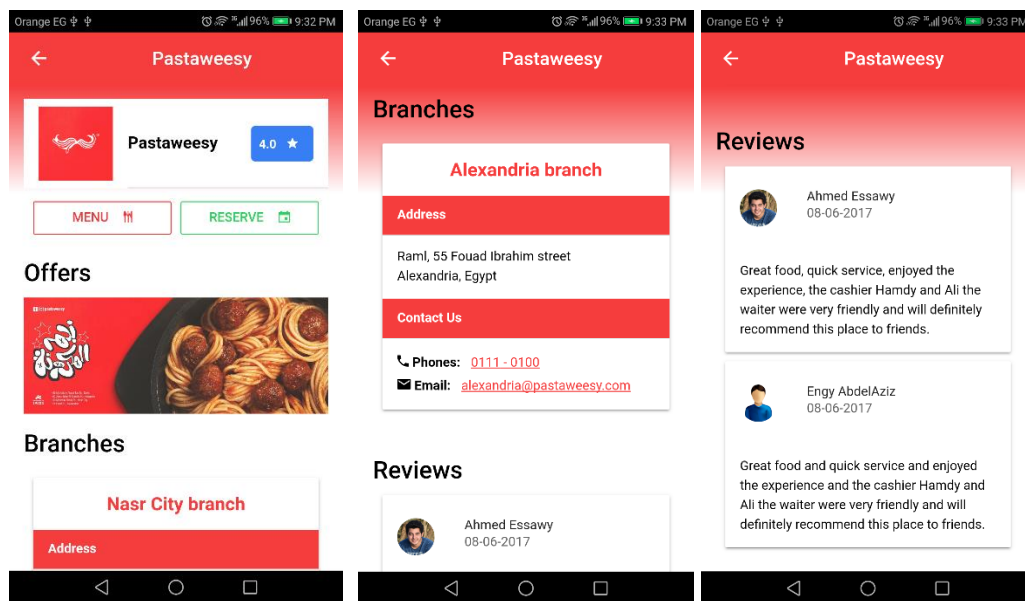 Orange EG 96% 9:32 PM
Pastaweesy
Pastaweesy
4.0
MENU
RESERVE
Offers
Branches
Nasr City branch
Address
Orange EG 96% 9:33 PM
Pastaweesy
Branches
Alexandria branch
Address
Raml, 55 Fouad Ibrahim street
Alexandria, Egypt
Contact Us
Phones: 0111 - 0100
Email: alexandria@pastaweesy.com
Reviews
Ahmed Essawy
08-06-2017
Orange EG 96% 9:33 PM
Pastaweesy
Reviews
Ahmed Essawy
08-06-2017
Great food, quick service, enjoyed the
experience, the cashier Hamdy and Ali the
waiter were very friendly and will definitely
recommend this place to friends.
Engy AbdelAziz
08-06-2017
Great food and quick service and enjoyed
the experience and the cashier Hamdy and
Ali the waiter were very friendly and will
definitely recommend this place to friends.